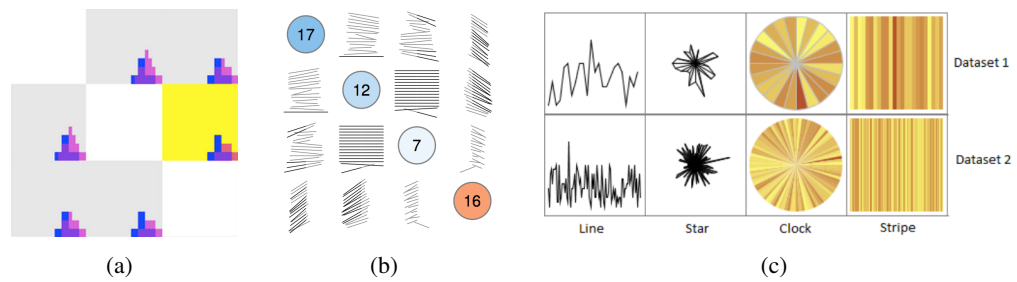 17
12
7
16
Dataset 1
Dataset 2
Line Star Clock Stripe
(a) (b) (c)